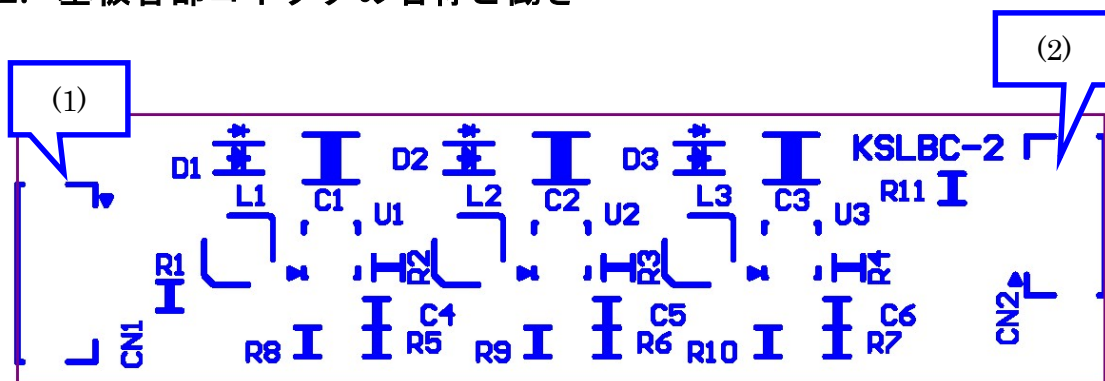 (1)
(2)
D1
D2
D3
KSLBC-2
L1
C1
L2
C2
L3
C3
R11
U1
U2
U3
R1
R2
R3
R4
CN1
CN2
C4
C5
C6
R8
R5
R9
R6
R10
R7